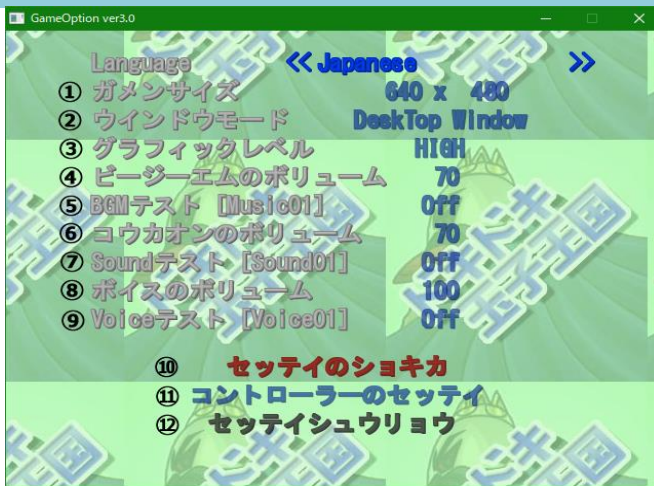 GameOption ver3.0
Language ≪ Japanese ≫
① ガメンサイズ 640 x 480
② ウインドウモード DeskTop Window
③ グラフィックレベル HIGH
④ ビージーエムのボリューム 70
⑤ BGMテスト [Music01] Off
⑥ コウカオンのボリューム 70
⑦ Soundテスト [Sound01] Off
⑧ ボイスのボリューム 100
⑨ Voiceテスト [Voice01] Off
⑩ セッテイのショキカ
⑪ コントローラーのセッテイ
⑫ セッテイシュウリョウ